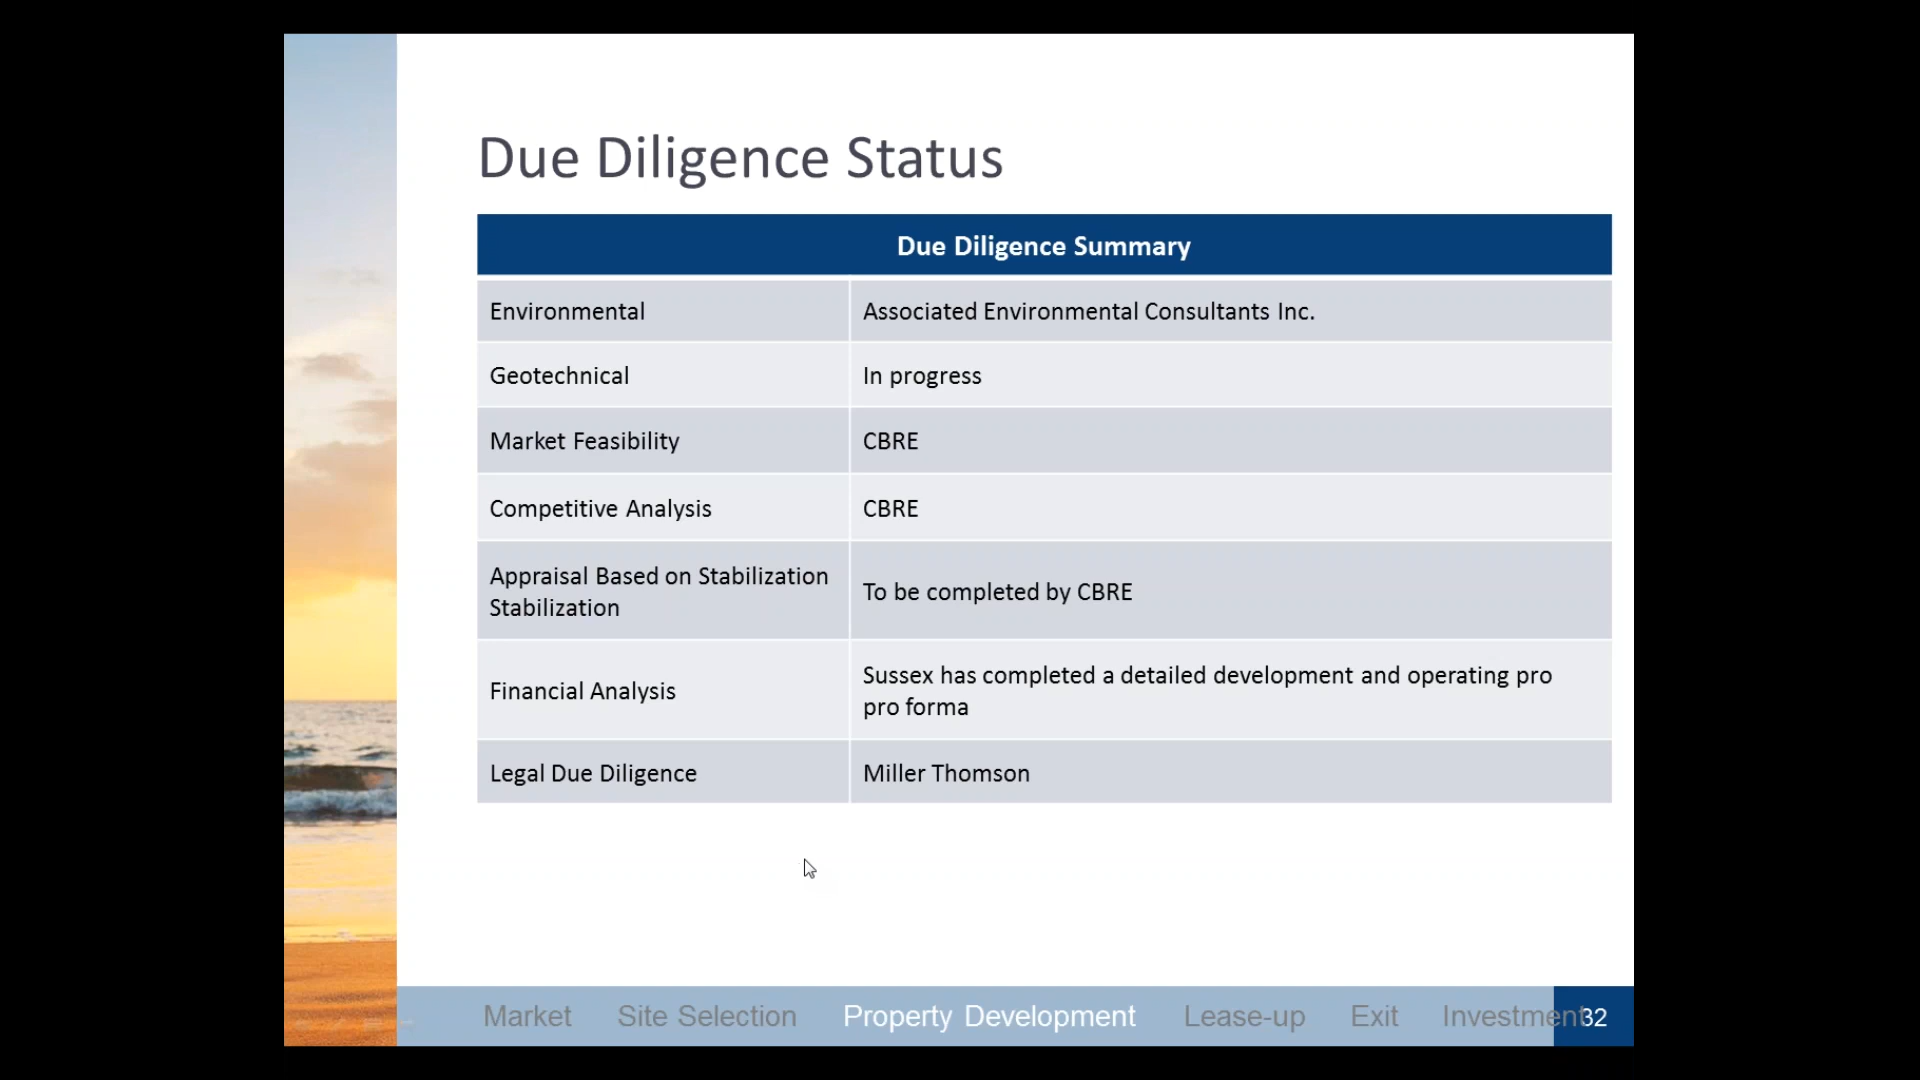 Due Diligence Status
Due Diligence Summary
Environmental
Associated Environmental Consultants Inc.
Geotechnical
In progress
Market Feasibility
CBRE
Competitive Analysis
CBRE
Appraisal Based on Stabilization
Stabilization
To be completed by CBRE
Financial Analysis
Sussex has completed a detailed development and operating pro
pro forma
Legal Due Diligence
Miller Thomson
Market Site Selection Property Development Lease-up Exit Investment 32